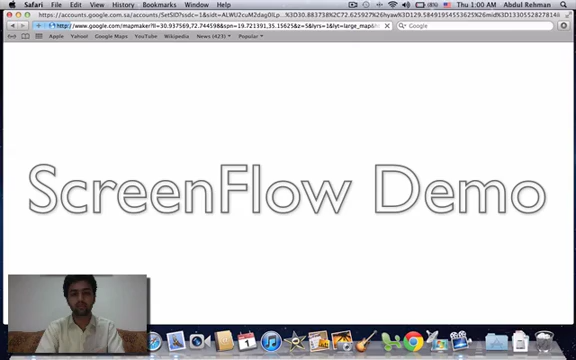 Safari File Edit View History Bookmarks Window Help Thu 1:00 AM Abdul Rehman
Google
Apple Yahoo! Google Maps YouTube Wikipedia News (423) Popular
ScreenFlow Demo